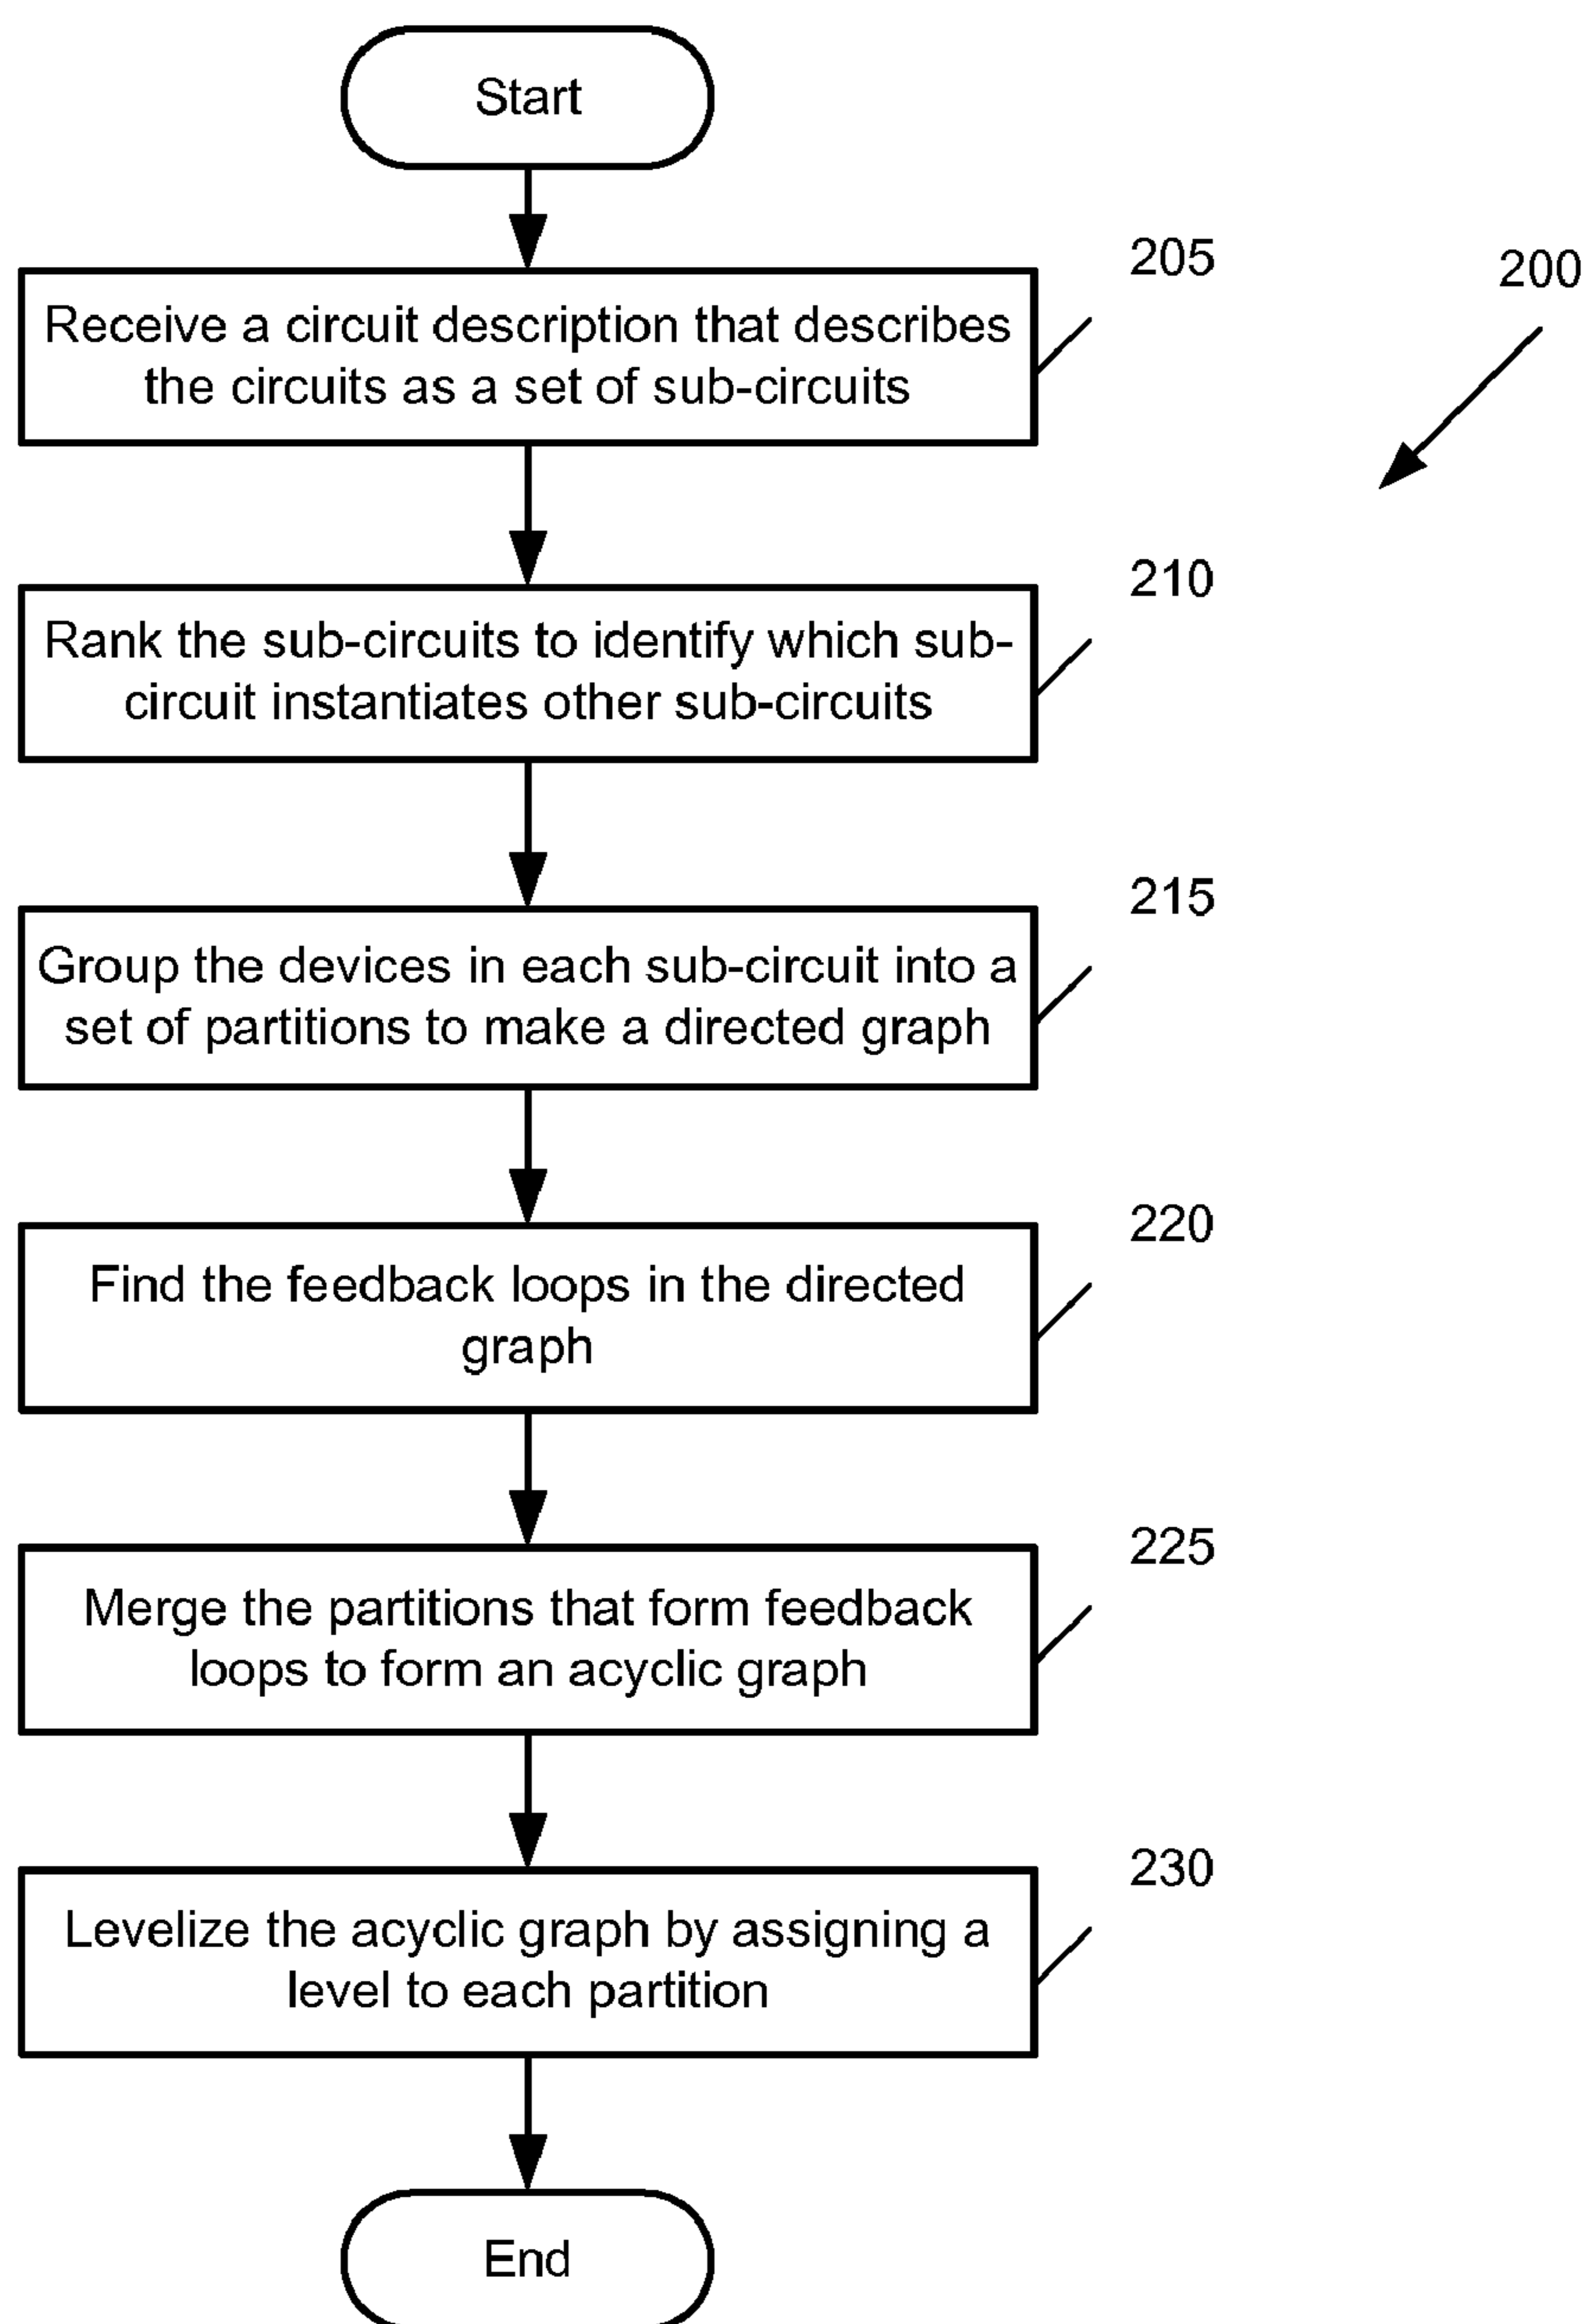 Start
205
200
Receive a circuit description that describes
the circuits as a set of sub-circuits
210
Rank the sub-circuits to identify which sub-
circuit instantiates other sub-circuits
215
Group the devices in each sub-circuit into a
set of partitions to make a directed graph
220
Find the feedback loops in the directed
graph
225
Merge the partitions that form feedback
loops to form an acyclic graph
230
Levelize the acyclic graph by assigning a
level to each partition
End